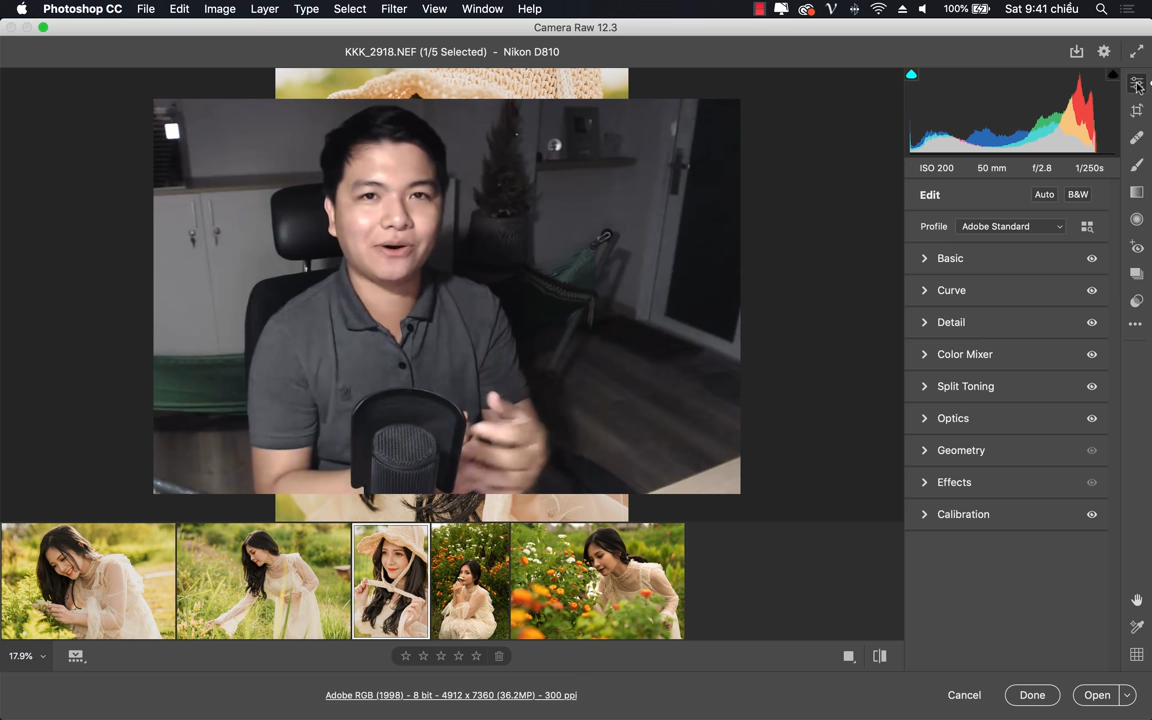 Photoshop CC File Edit Image Layer Type Select Filter View Window Help 100% Sat 9:41 chiều
Camera Raw 12.3
KKK_2918.NEF (1/5 Selected) - Nikon D810
ISO 200 50 mm f/2.8 1/250s
Edit Auto B&W
Profile Adobe Standard
Basic
Curve
Detail
Color Mixer
Split Toning
Optics
Geometry
Effects
Calibration
17.9%
Adobe RGB (1998) - 8 bit - 4912 x 7360 (36.2MP) - 300 ppi
Cancel Done Open